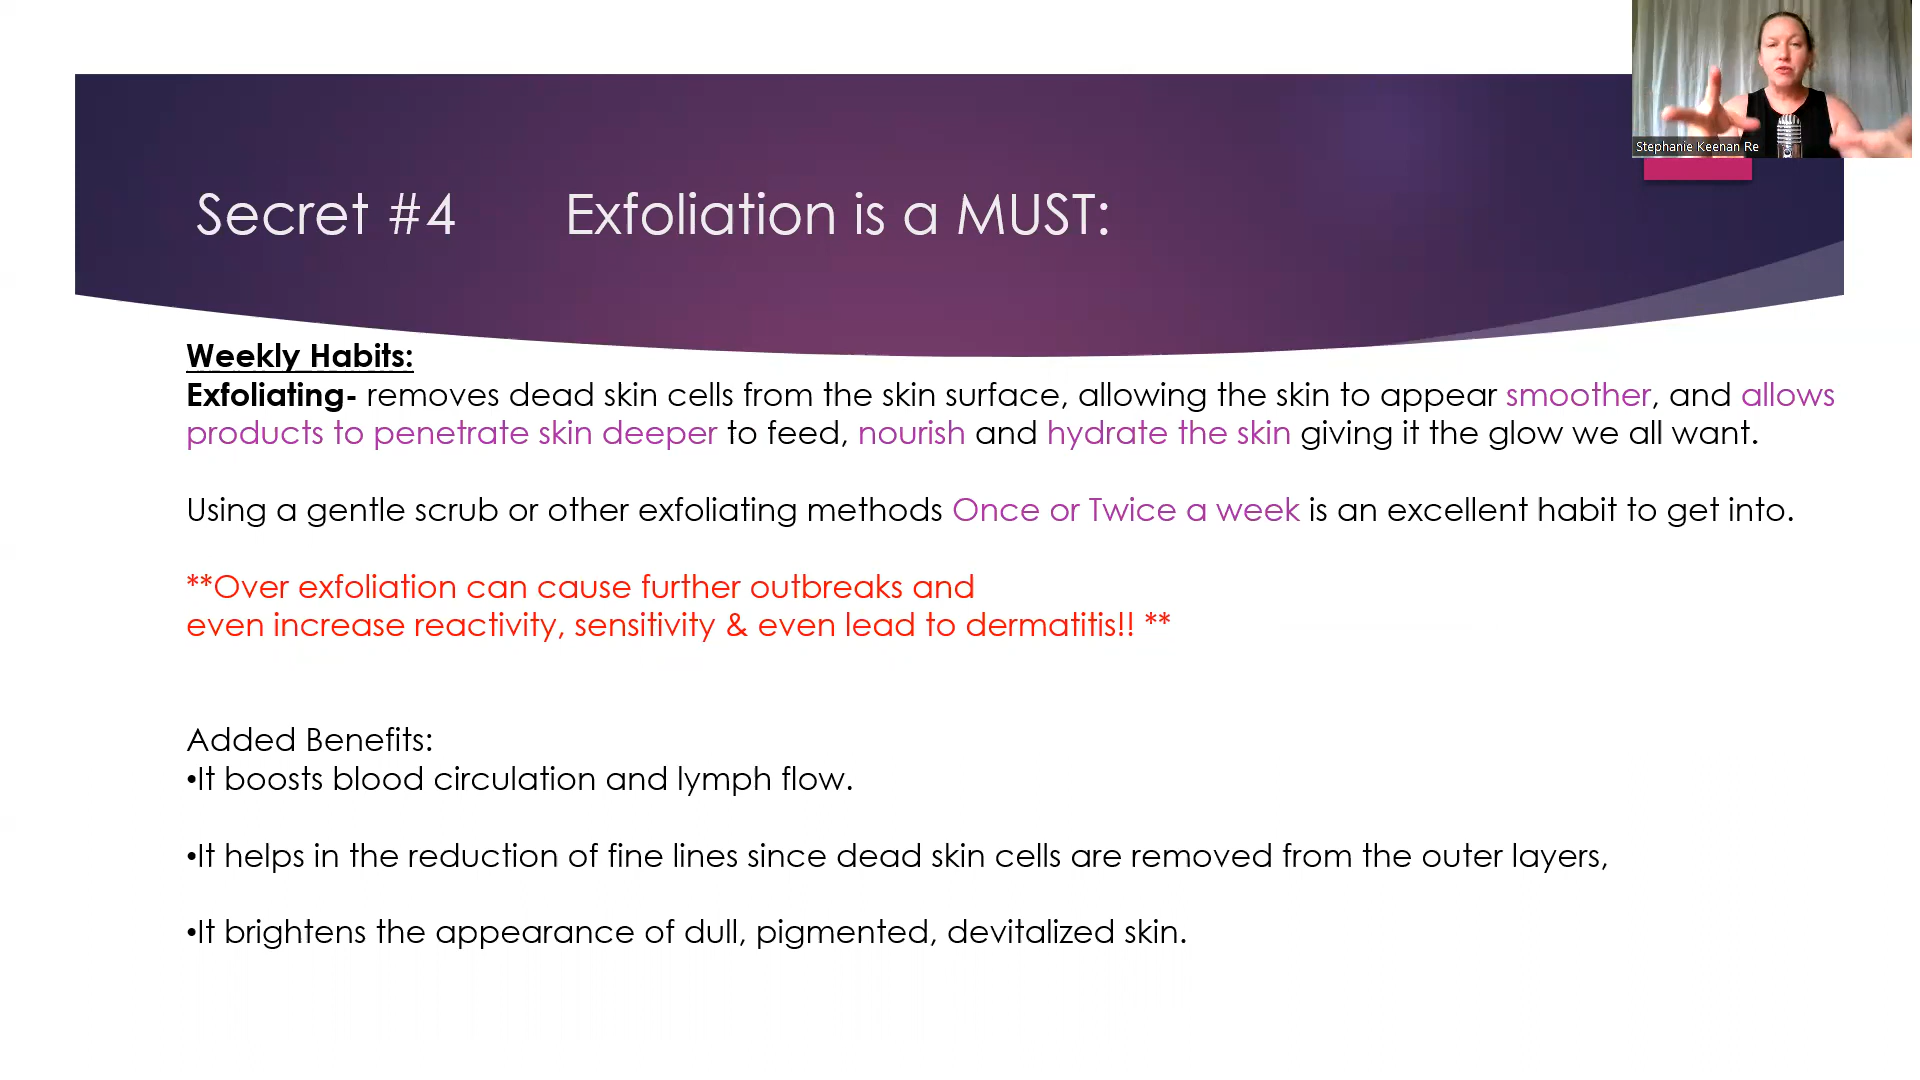 Stephanie Keenan Re
Secret #4 Exfoliation is a MUST:
Weekly Habits:
Exfoliating- removes dead skin cells from the skin surface, allowing the skin to appear smoother, and allows
products to penetrate skin deeper to feed, nourish and hydrate the skin giving it the glow we all want.
Using a gentle scrub or other exfoliating methods Once or Twice a week is an excellent habit to get into.
**Over exfoliation can cause further outbreaks and
even increase reactivity, sensitivity & even lead to dermatitis!! **
Added Benefits:
•It boosts blood circulation and lymph flow.
•It helps in the reduction of fine lines since dead skin cells are removed from the outer layers,
•It brightens the appearance of dull, pigmented, devitalized skin.